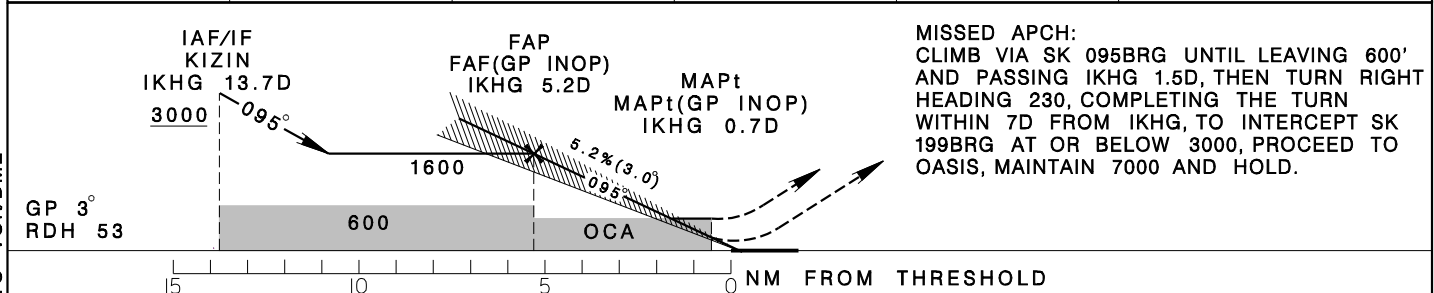 IAF/IF
KIZIN
IKHG 13.7D
3000
095°
1600
FAP
FAF(GP INOP)
IKHG 5.2D
MAPt
MAPt(GP INOP)
IKHG 0.7D
5.2%(3.0°)
095°
MISSED APCH:
CLIMB VIA SK 095BRG UNTIL LEAVING 600'
AND PASSING IKHG 1.5D, THEN TURN RIGHT
HEADING 230, COMPLETING THE TURN
WITHIN 7D FROM IKHG, TO INTERCEPT SK
199BRG AT OR BELOW 3000, PROCEED TO
OASIS, MAINTAIN 7000 AND HOLD.
GP 3°
RDH 53
600
OCA
15 10 5 0 NM FROM THRESHOLD